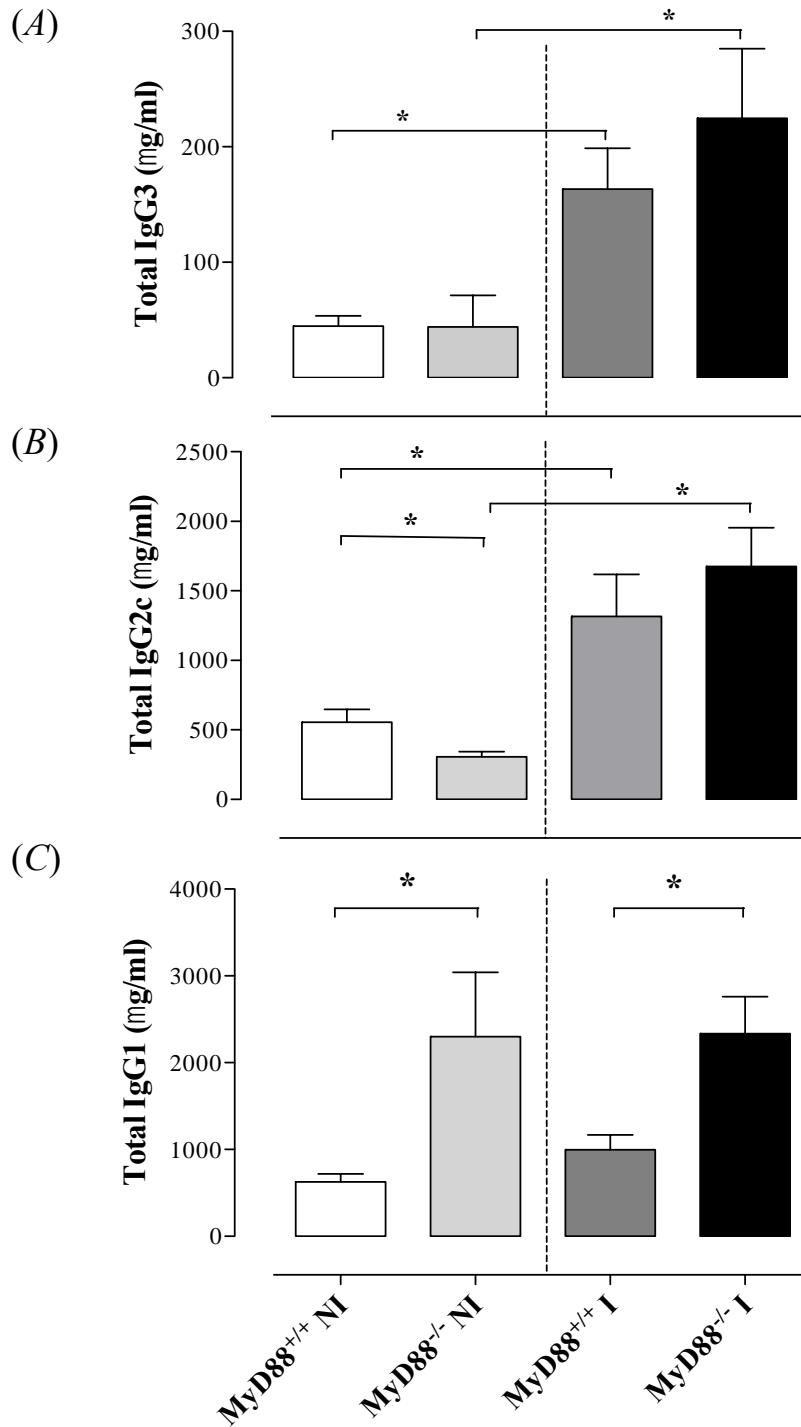 (A)
Total IgG3 (mg/ml)
300
200
100
0
*
*
(B)
Total IgG2c (mg/ml)
2500
2000
1500
1000
500
0
*
*
*
(C)
Total IgG1 (mg/ml)
4000
3000
2000
1000
0
*
*
MyD88+/+ NI
MyD88-/- NI
MyD88+/+ I
MyD88-/- I